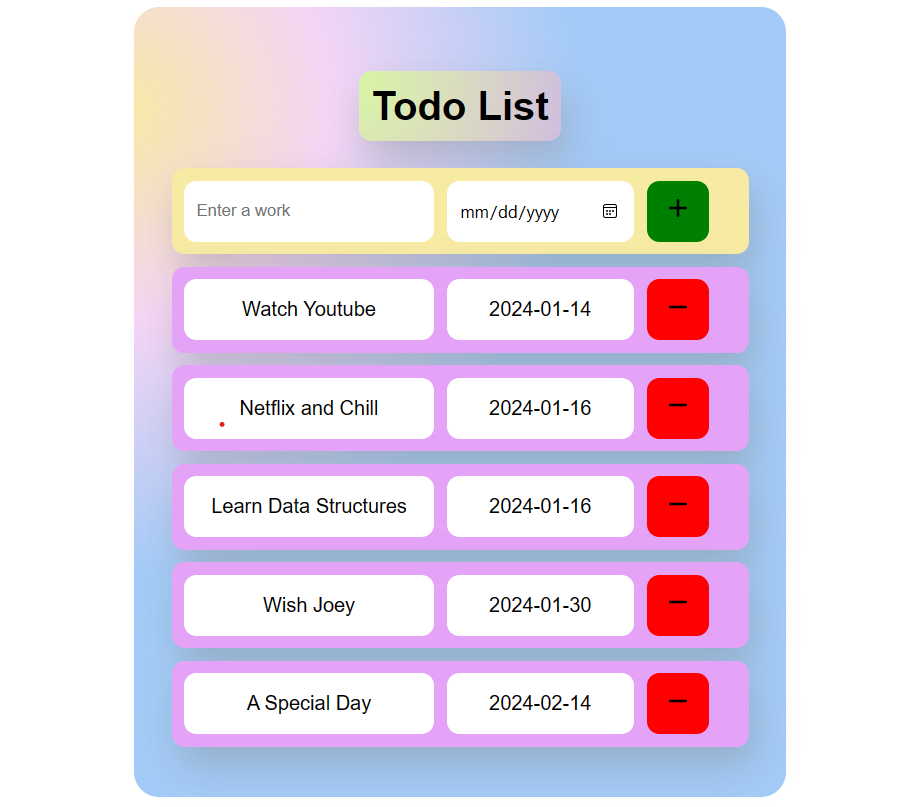 Todo List
Enter a work mm/dd/yyyy +
Watch Youtube 2024-01-14 −
Netflix and Chill 2024-01-16 −
Learn Data Structures 2024-01-16 −
Wish Joey 2024-01-30 −
A Special Day 2024-02-14 −